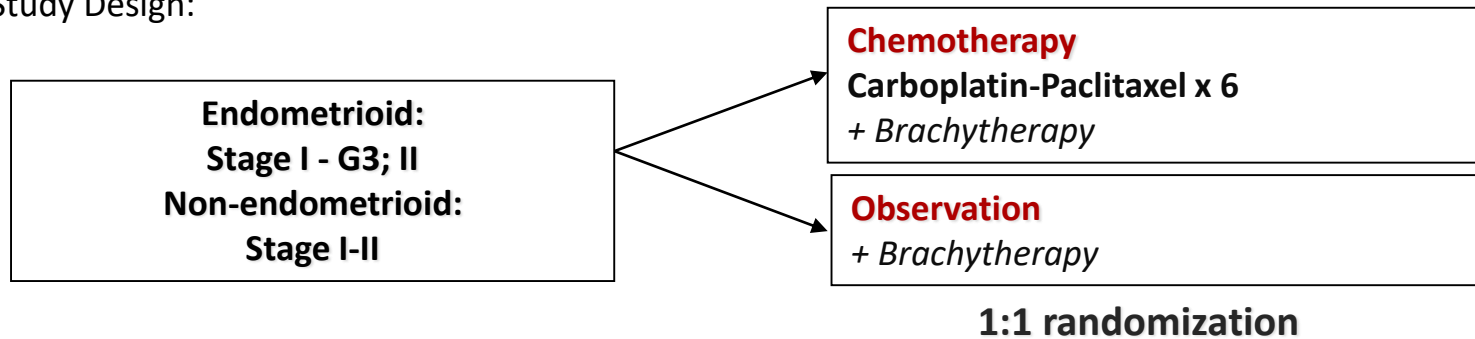 Study Design:
Endometrioid:
Stage I - G3; II
Non-endometrioid:
Stage I-II
Chemotherapy
Carboplatin-Paclitaxel x 6
+ Brachytherapy
Observation
+ Brachytherapy
1:1 randomization